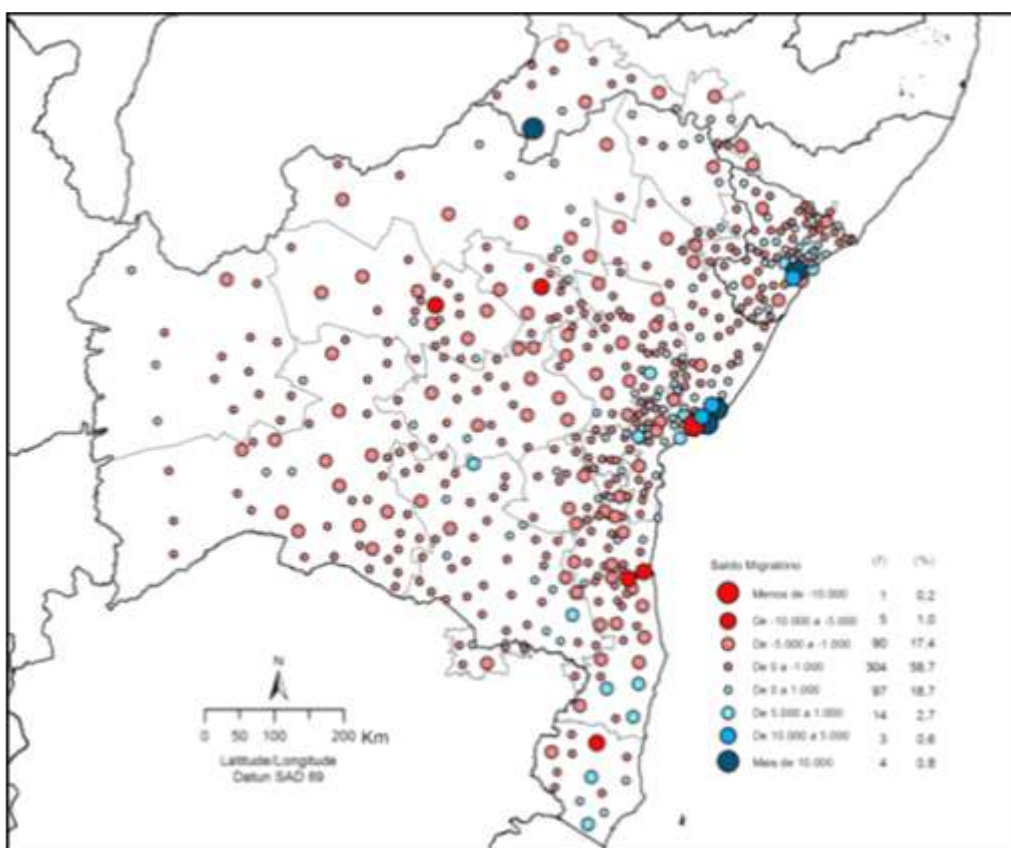 Saldo Migratório (f) (%)
Menos de -10.000 1 0.2
De -10.000 a -5.000 5 1.0
De -5.000 a -1.000 90 17.4
De 0 a -1.000 304 58.7
De 0 a 1.000 97 18.7
De 5.000 a 1.000 14 2.7
De 10.000 a 5.000 3 0.6
Mais de 10.000 4 0.8
N
0 50 100 200 Km
Latitude/Longitude
Datun SAD 69